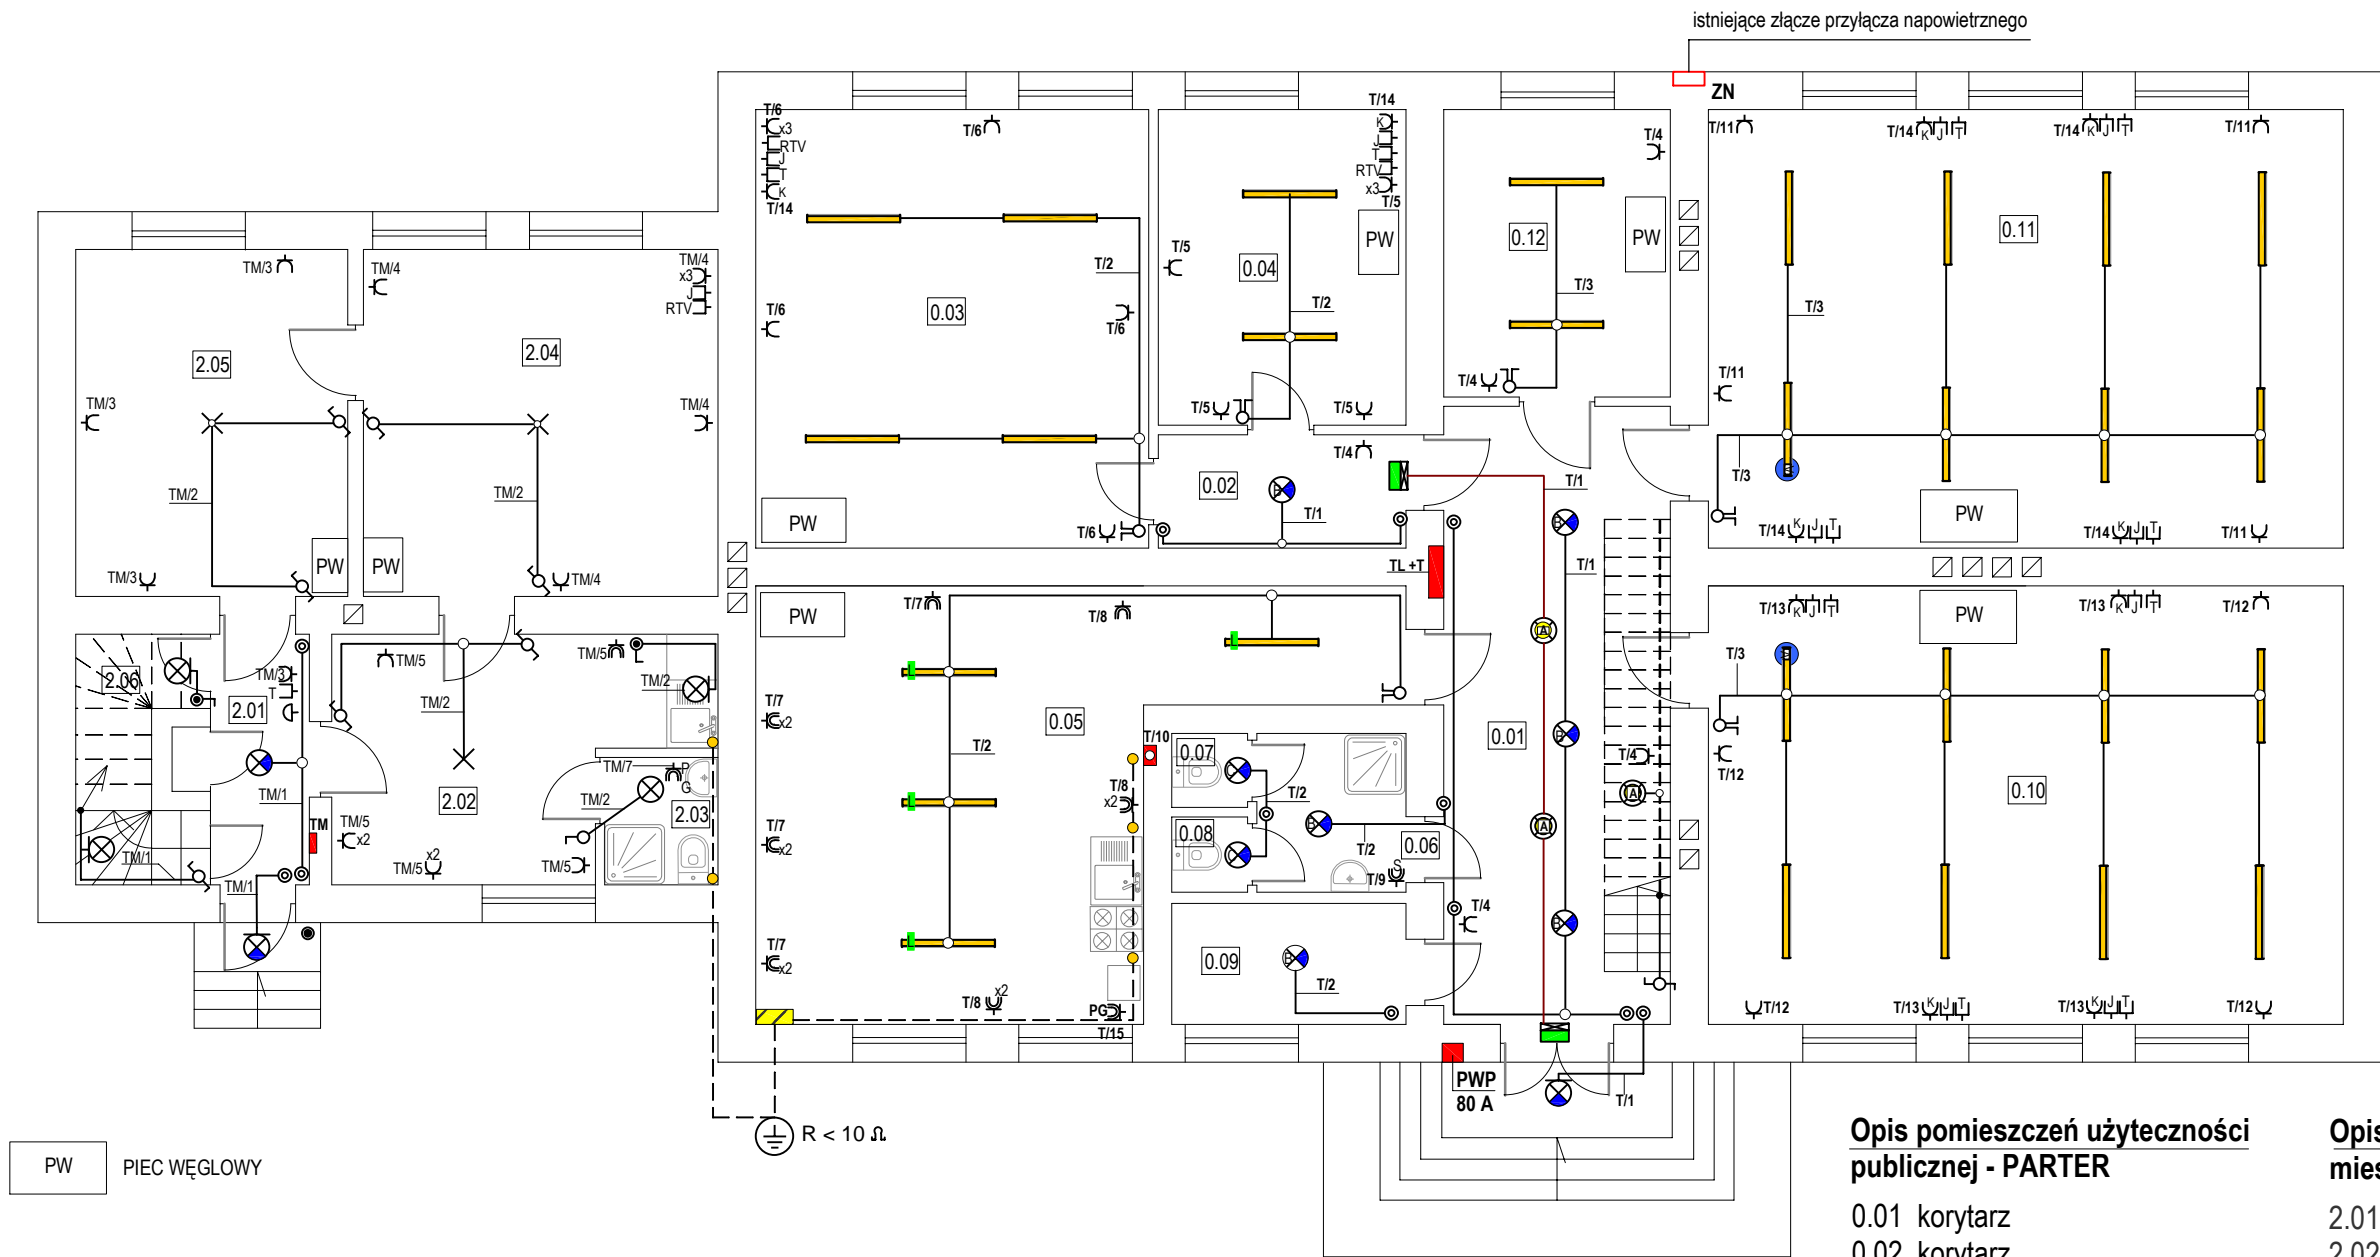 istniejące złącze przyłącza napowietrznego
ZN
T/6
x3
RTV
J
T
K
T/14
T/6
T/14
K
J
T
RTV
x3
T/5
T/4
T/11
T/14 K J T
T/14 K J T
T/11
PW
PW
0.11
0.12
0.04
T/5
T/2
TM/3
TM/4
TM/4
x3
J
RTV
T/6
0.03
T/6
T/2
T/3
T/3
2.05
2.04
TM/3
TM/4
T/4
T/11
T/5
T/5
T/4
T/3
TM/2
TM/2
0.02
T/1
T/1
PW
PW
T/6
T/14 K J T
T/14 K J T
T/11
PW
PW
TM/3
TM/4
TL +T
T/1
PW
T/7
T/8
T/13 K J T
PW
T/13 K J T
T/12
TM/5
TM/5
T/3
2.06
TM/3
T
TM/2
TM/2
2.01
T/7
x2
0.05
T/2
T/10
0.07
0.01
T/4
T/12
TM/7
P
G
TM/1
TM/2
2.02
2.03
T/8
x2
T/2
0.10
TM
TM/5
x2
T/7
x2
0.08
T/2
0.06
TM/1
TM/5
x2
TM/5
S
T/9
TM/1
T/4
T/7
x2
0.09
T/2
T/8
x2
PG
T/15
T/12
T/13 K J T
T/13 K J T
T/12
A
A
A
B
B
B
B
B
B
C
C
PWP
80 A
T/1
R < 10 Ω
PW
PIEC WĘGLOWY
Opis pomieszczeń użyteczności
publicznej - PARTER
0.01 korytarz
0.02 korytarz
Opis
mies
2.01
2.02